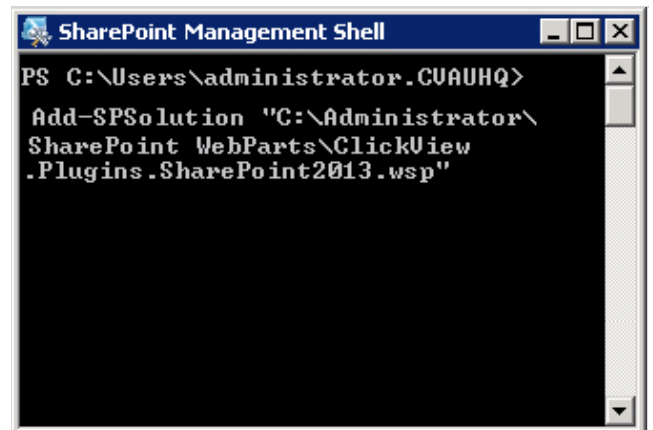 SharePoint Management Shell
PS C:\Users\administrator.CVAUHQ>
Add-SPSolution "C:\Administrator\
SharePoint WebParts\ClickView
.Plugins.SharePoint2013.wsp"